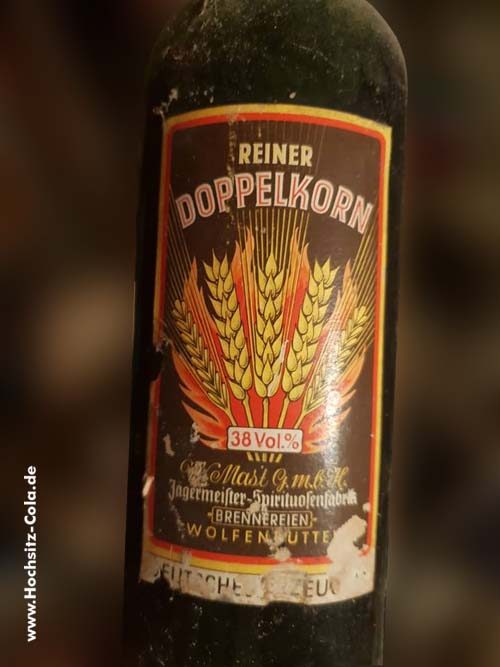 REINER
DOPPELKORN
38 Vol.%
W. Mast G.m.b.H.
Jägermeister-Spirituosenfabrik
BRENNEREIEN
WOLFENBÜTTEL
www.Hochsitz-Cola.de